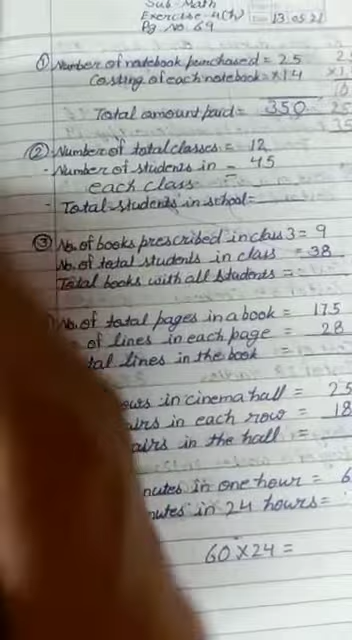 Sub-Math
Exercise-4(h) 13.05.21
Pg. No. 69
① Number of notebook purchased = 25
Costing of each notebook = ×14
Total amount paid = 350
② Number of total classes = 12
- Number of students in = 45
each class
- Total students in school =
③ No. of books prescribed in class 3 = 9
No. of total students in class = 38
Total books with all students =
No. of total pages in a book = 175
of lines in each page = 28
tal lines in the book =
ows in cinema hall = 25
airs in each row = 18
airs in the hall =
nutes in one hour = 6
nutes in 24 hours =
60×24 =